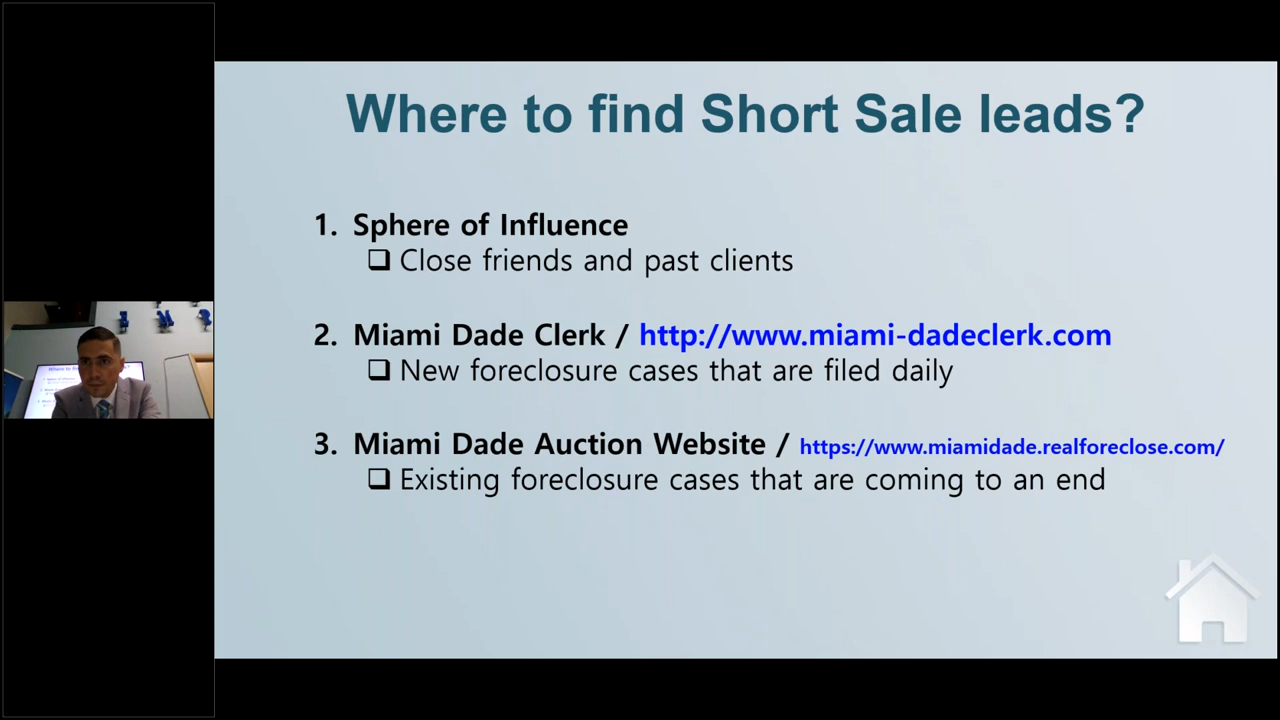 Where to find Short Sale leads?
1. Sphere of Influence
❑ Close friends and past clients
2. Miami Dade Clerk / http://www.miami-dadeclerk.com
❑ New foreclosure cases that are filed daily
3. Miami Dade Auction Website / https://www.miamidade.realforeclose.com/
❑ Existing foreclosure cases that are coming to an end